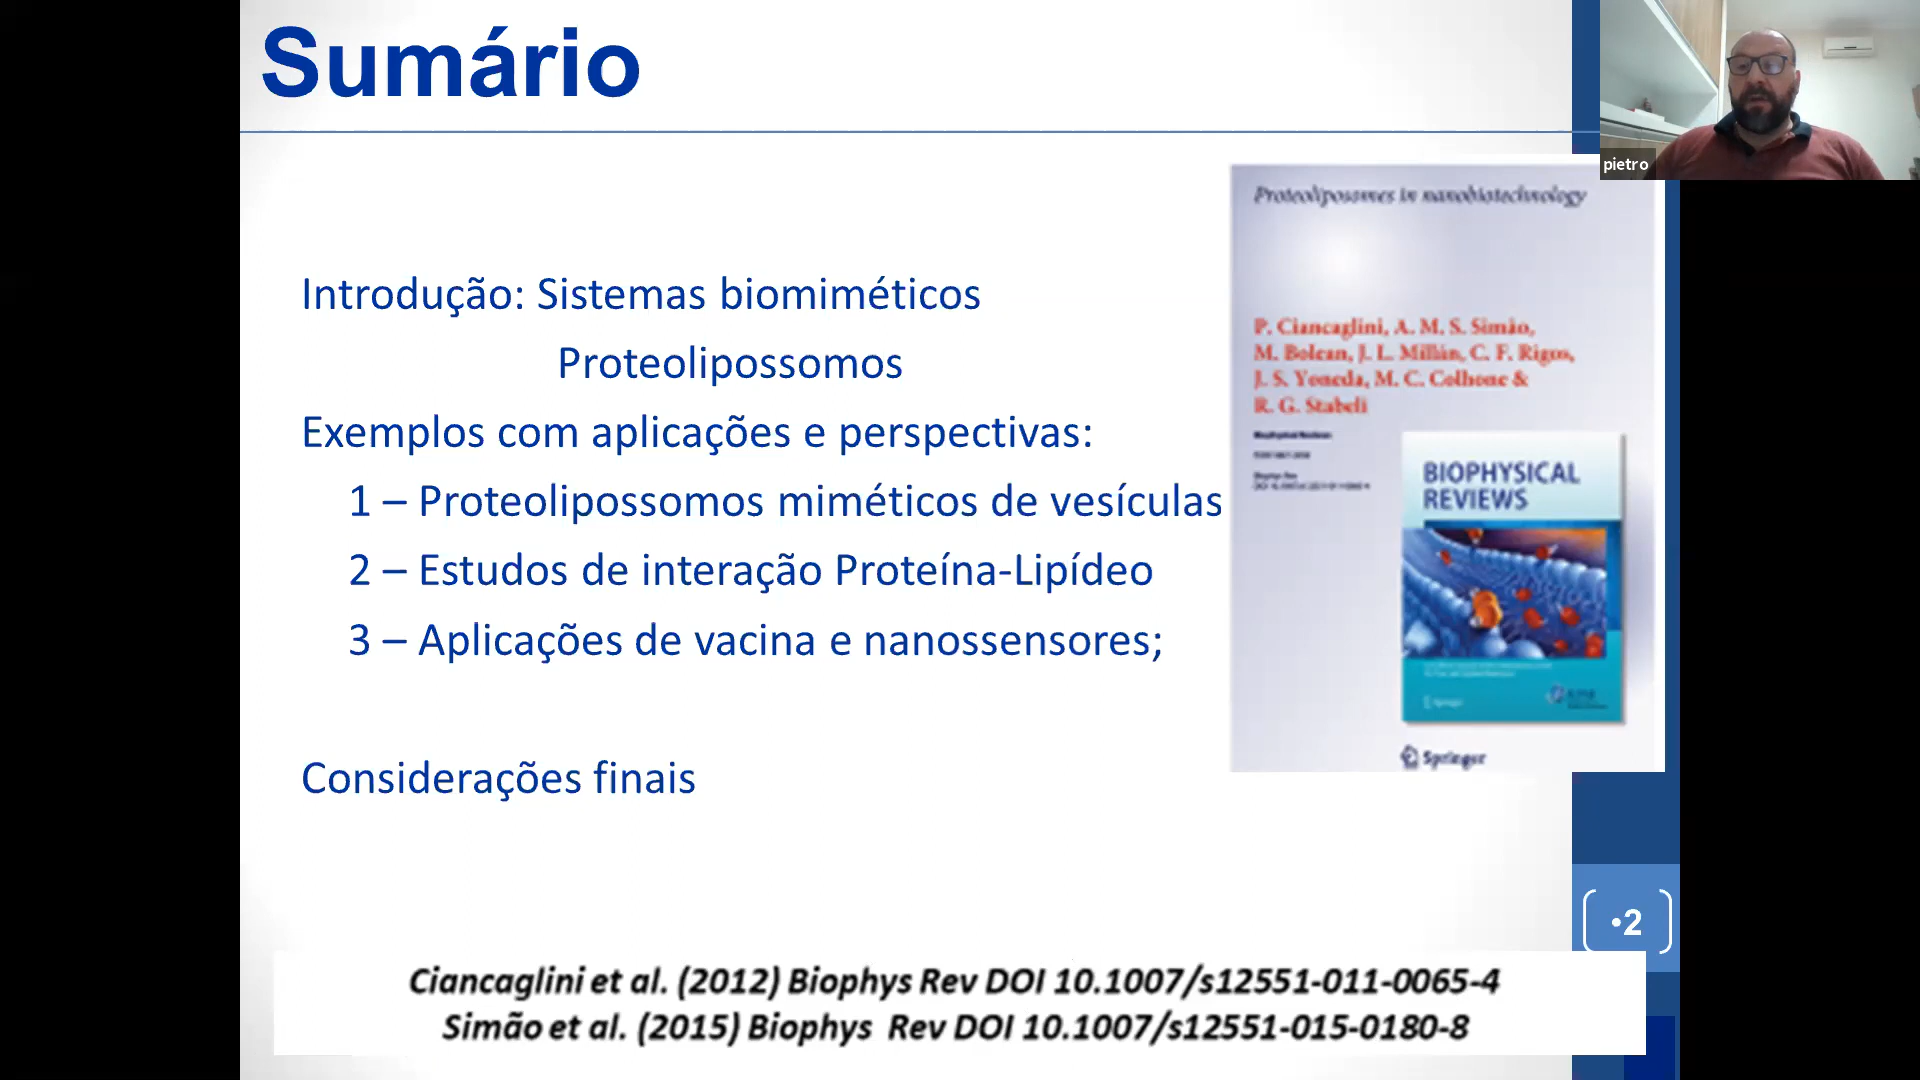 Sumário
pietro
Introdução: Sistemas biomiméticos
Proteolipossomos
Exemplos com aplicações e perspectivas:
1 – Proteolipossomos miméticos de vesículas
2 – Estudos de interação Proteína-Lipídeo
3 – Aplicações de vacina e nanossensores;
Considerações finais
Proteoliposomes in nanobiotechnology
P. Ciancaglini, A. M. S. Simão,
M. Bolean, J. L. Millán, C. F. Rigos,
J. S. Yoneda, M. C. Colhone &
R. G. Stabeli
Biophysical Reviews
BIOPHYSICAL
REVIEWS
Springer
Springer
•2
Ciancaglini et al. (2012) Biophys Rev DOI 10.1007/s12551-011-0065-4
Simão et al. (2015) Biophys Rev DOI 10.1007/s12551-015-0180-8